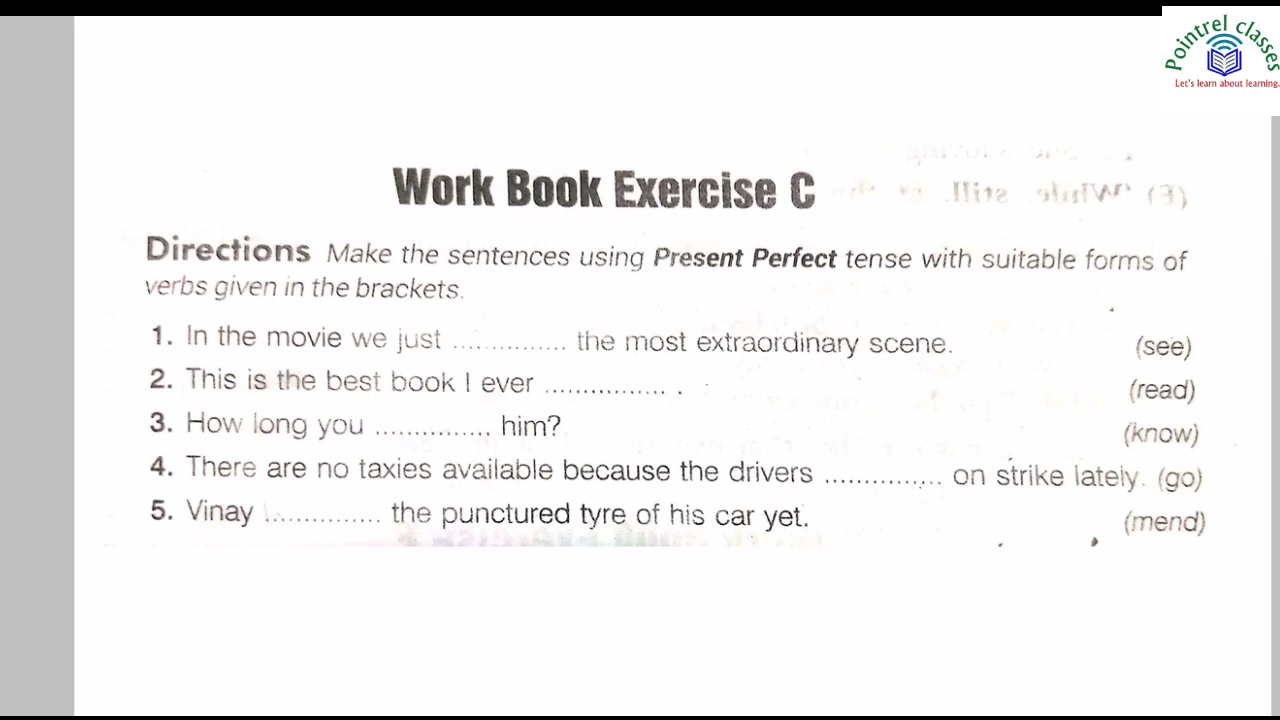 Pointrel classes
Let's learn about learning.
Work Book Exercise C
Directions Make the sentences using Present Perfect tense with suitable forms of
verbs given in the brackets.
1. In the movie we just ............... the most extraordinary scene. (see)
2. This is the best book I ever ................ . (read)
3. How long you ............... him? (know)
4. There are no taxies available because the drivers ............... on strike lately. (go)
5. Vinay ............... the punctured tyre of his car yet. (mend)
(E) While still